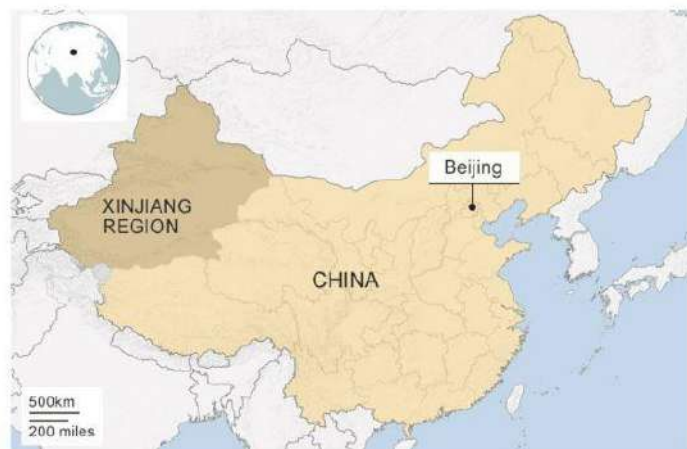 Beijing
XINJIANG
REGION
CHINA
500km
200 miles